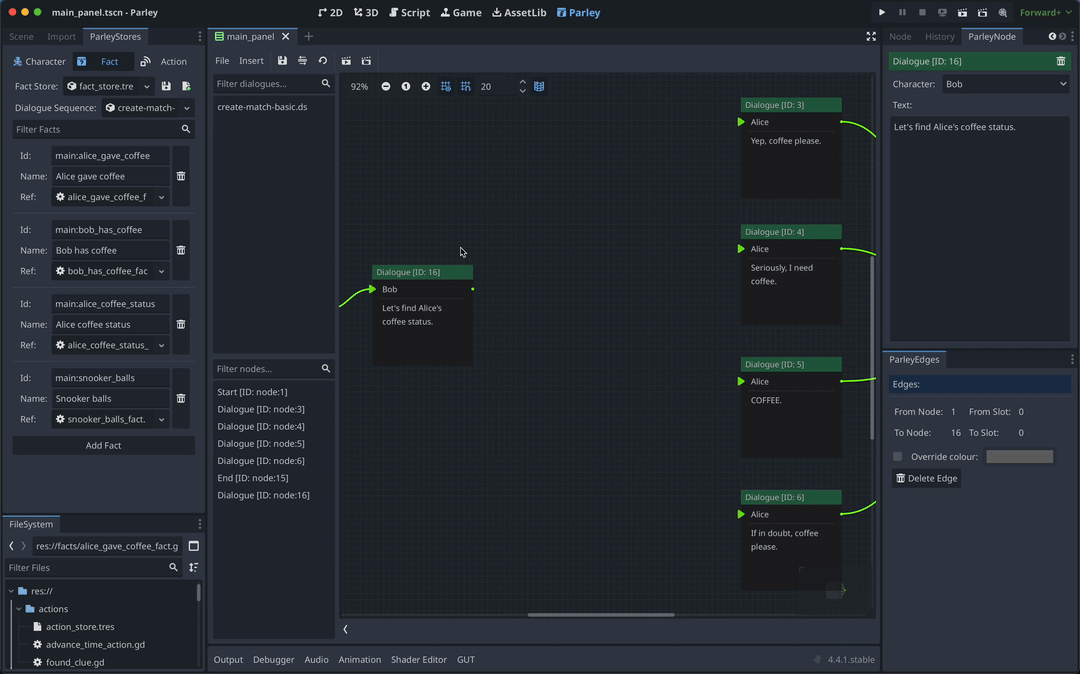 main_panel.tscn - Parley
2D
3D
Script
Game
AssetLib
Parley
Forward+
Scene
Import
ParleyStores
Character
Fact
Action
Fact Store:
fact_store.tre
Dialogue Sequence:
create-match-
Filter Facts
Id:
main:alice_gave_coffee
Name:
Alice gave coffee
Ref:
alice_gave_coffee_f
Id:
main:bob_has_coffee
Name:
Bob has coffee
Ref:
bob_has_coffee_fac
Id:
main:alice_coffee_status
Name:
Alice coffee status
Ref:
alice_coffee_status_
Id:
main:snooker_balls
Name:
Snooker balls
Ref:
snooker_balls_fact.
Add Fact
FileSystem
res://facts/alice_gave_coffee_fact.g
Filter Files
res://
actions
action_store.tres
advance_time_action.gd
found_clue.gd
main_panel
File
Insert
Filter dialogues...
create-match-basic.ds
Filter nodes...
Start [ID: node:1]
Dialogue [ID: node:3]
Dialogue [ID: node:4]
Dialogue [ID: node:5]
Dialogue [ID: node:6]
End [ID: node:15]
Dialogue [ID: node:16]
92%
20
Dialogue [ID: 16]
Bob
Let's find Alice's
coffee status.
Dialogue [ID: 3]
Alice
Yep, coffee please.
Dialogue [ID: 4]
Alice
Seriously, I need
coffee.
Dialogue [ID: 5]
Alice
COFFEE.
Dialogue [ID: 6]
Alice
If in doubt, coffee
please.
Output
Debugger
Audio
Animation
Shader Editor
GUT
4.4.1.stable
Node
History
ParleyNode
Dialogue [ID: 16]
Character:
Bob
Text:
Let's find Alice's coffee status.
ParleyEdges
Edges:
From Node: 1 From Slot: 0
To Node: 16 To Slot: 0
Override colour:
Delete Edge